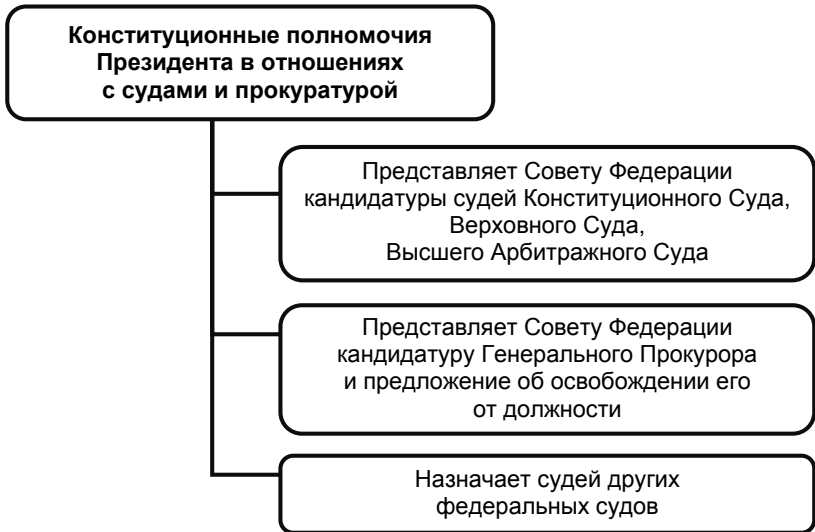 Конституционные полномочия
Президента в отношениях
с судами и прокуратурой
Представляет Совету Федерации
кандидатуры судей Конституционного Суда,
Верховного Суда,
Высшего Арбитражного Суда
Представляет Совету Федерации
кандидатуру Генерального Прокурора
и предложение об освобождении его
от должности
Назначает судей других
федеральных судов